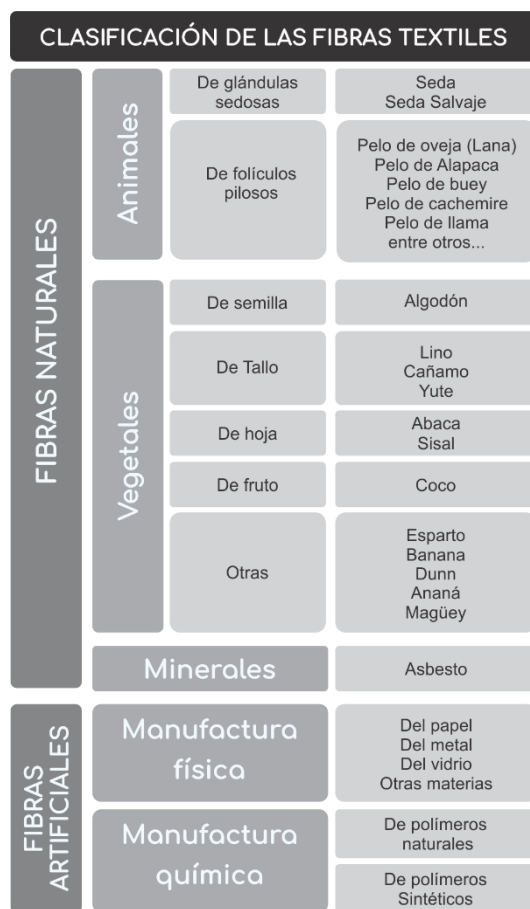 CLASIFICACIÓN DE LAS FIBRAS TEXTILES
FIBRAS NATURALES
Animales
De glándulas
sedosas
Seda
Seda Salvaje
De folículos
pilosos
Pelo de oveja (Lana)
Pelo de Alapaca
Pelo de buey
Pelo de cachemire
Pelo de llama
entre otros...
Vegetales
De semilla
Algodón
De Tallo
Lino
Cañamo
Yute
De hoja
Abaca
Sisal
De fruto
Coco
Otras
Esparto
Banana
Dunn
Ananá
Magüey
Minerales
Asbesto
FIBRAS
ARTIFICIALES
Manufactura
física
Del papel
Del metal
Del vidrio
Otras materias
Manufactura
química
De polímeros
naturales
De polímeros
Sintéticos